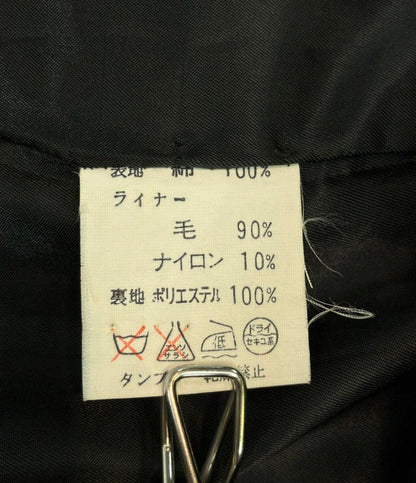 裏地 綿 100%
ライナー
毛 90%
ナイロン 10%
裏地 ポリエステル 100%
エンソサラシ 低 ドライ セキユ系
タンブ 禁止